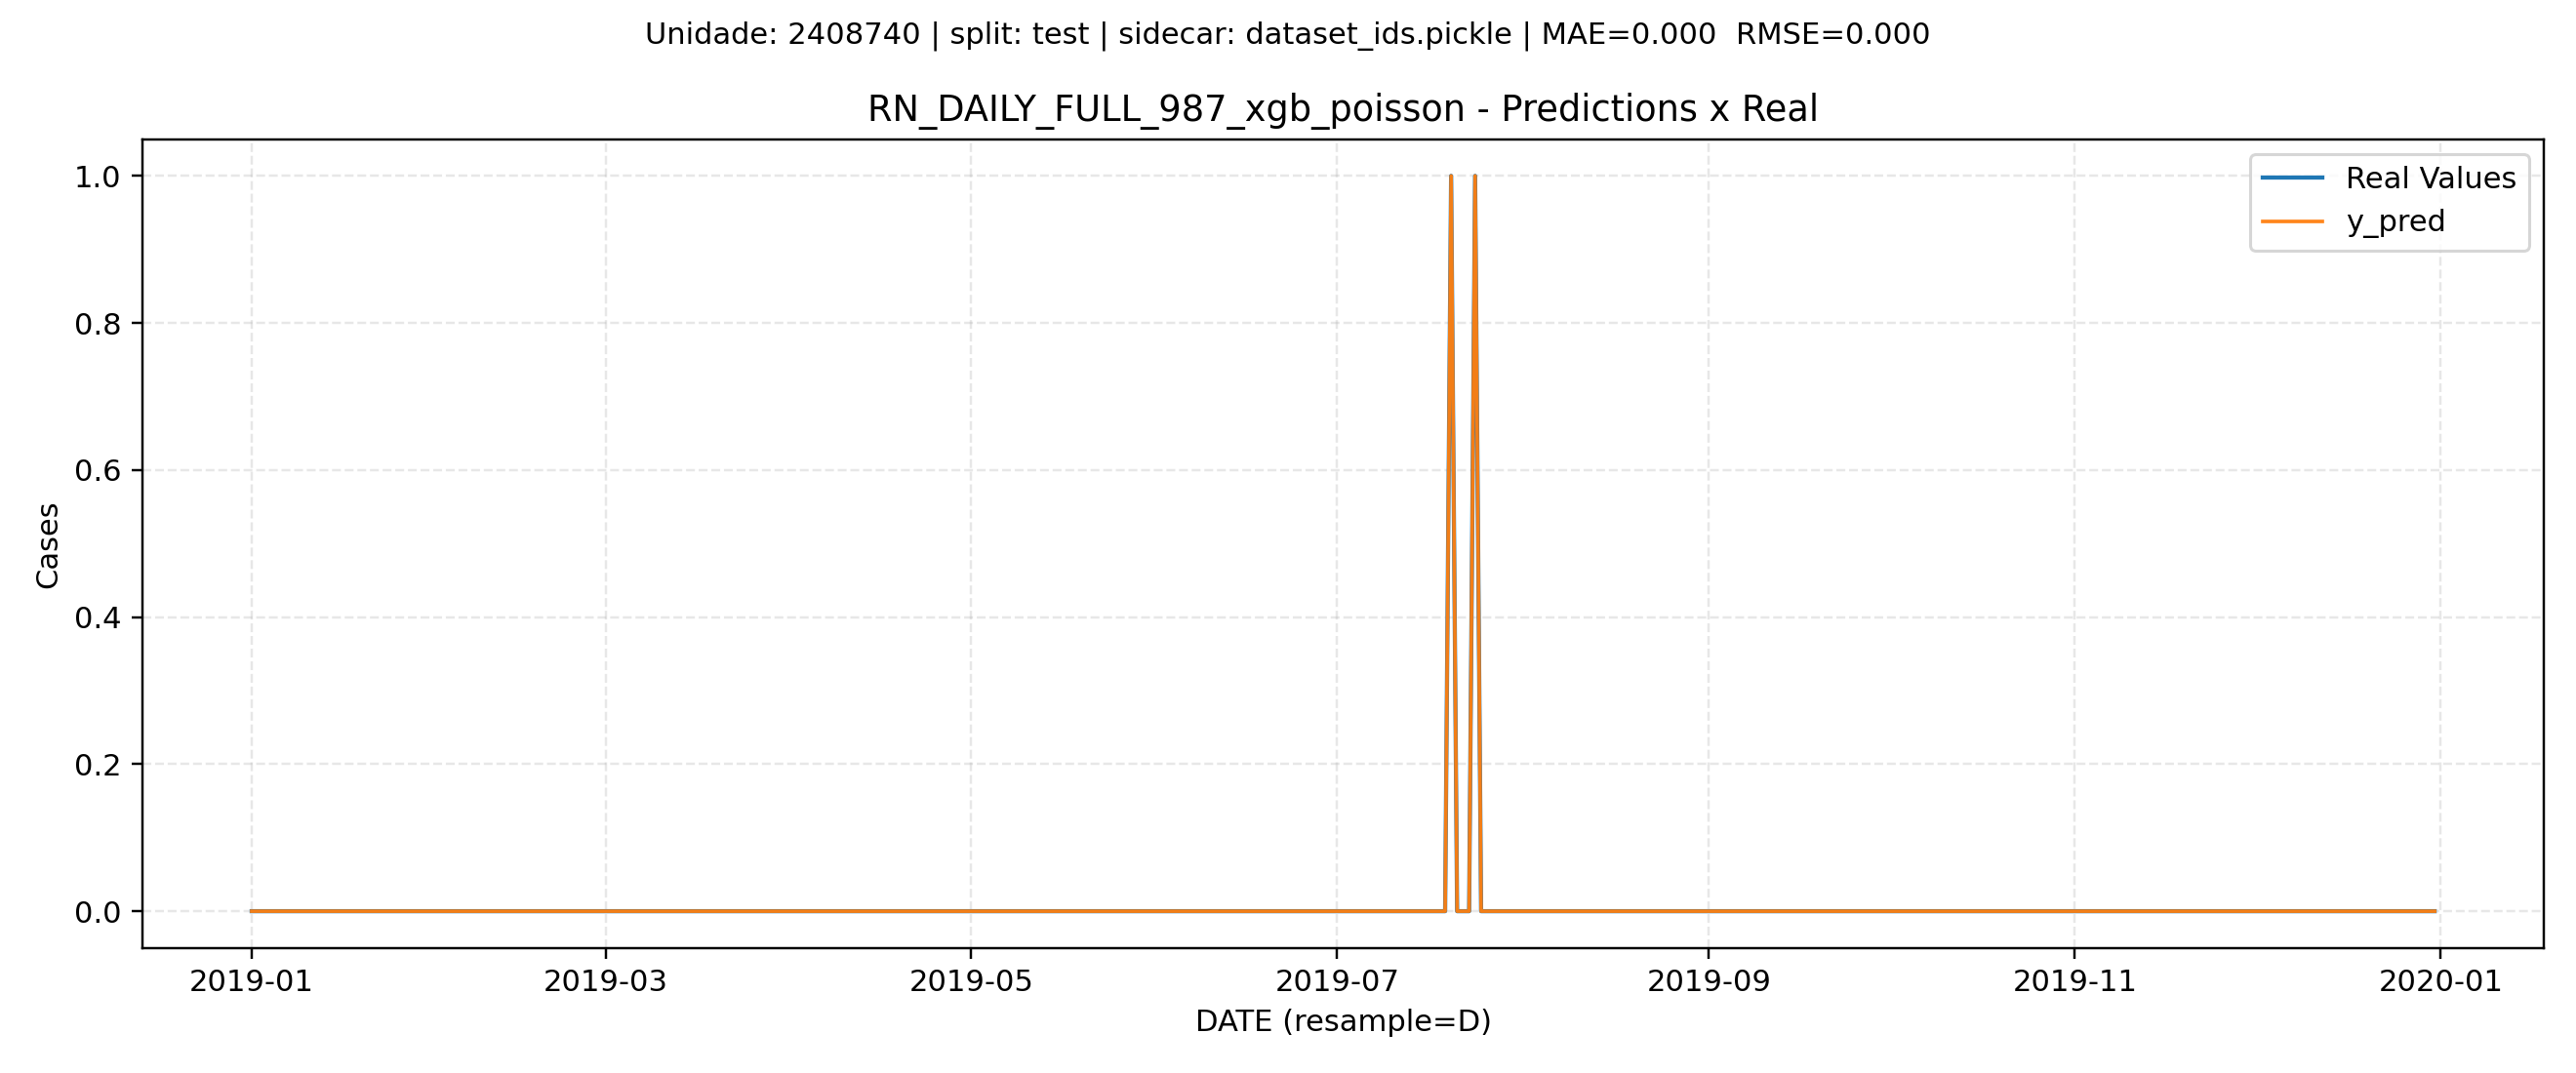 Unidade: 2408740 | split: test | sidecar: dataset_ids.pickle | MAE=0.000  RMSE=0.000
RN_DAILY_FULL_987_xgb_poisson - Predictions x Real
Real Values
y_pred
1.0
0.8
0.6
0.4
0.2
0.0
Cases
2019-01
2019-03
2019-05
2019-07
2019-09
2019-11
2020-01
DATE (resample=D)